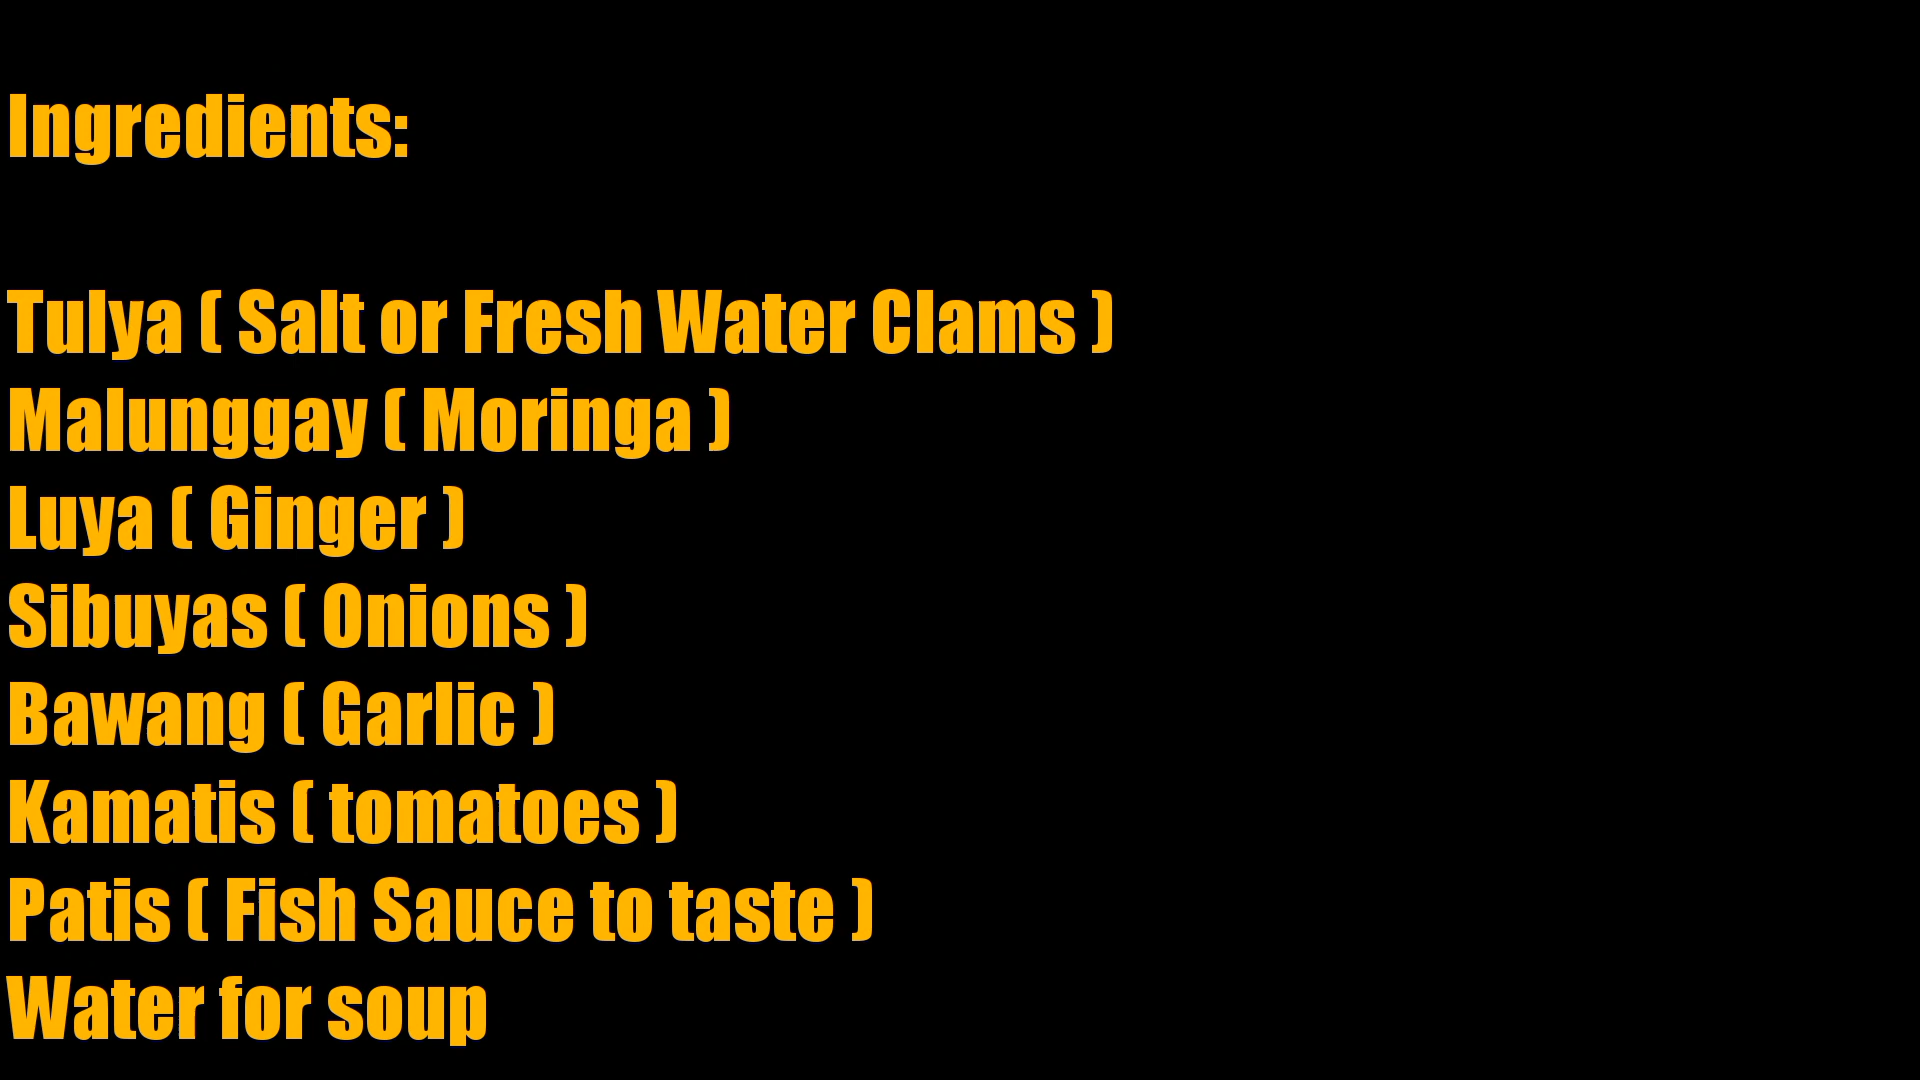 Ingredients:
Tulya ( Salt or Fresh Water Clams )
Malunggay ( Moringa )
Luya ( Ginger )
Sibuyas ( Onions )
Bawang ( Garlic )
Kamatis ( tomatoes )
Patis ( Fish Sauce to taste )
Water for soup